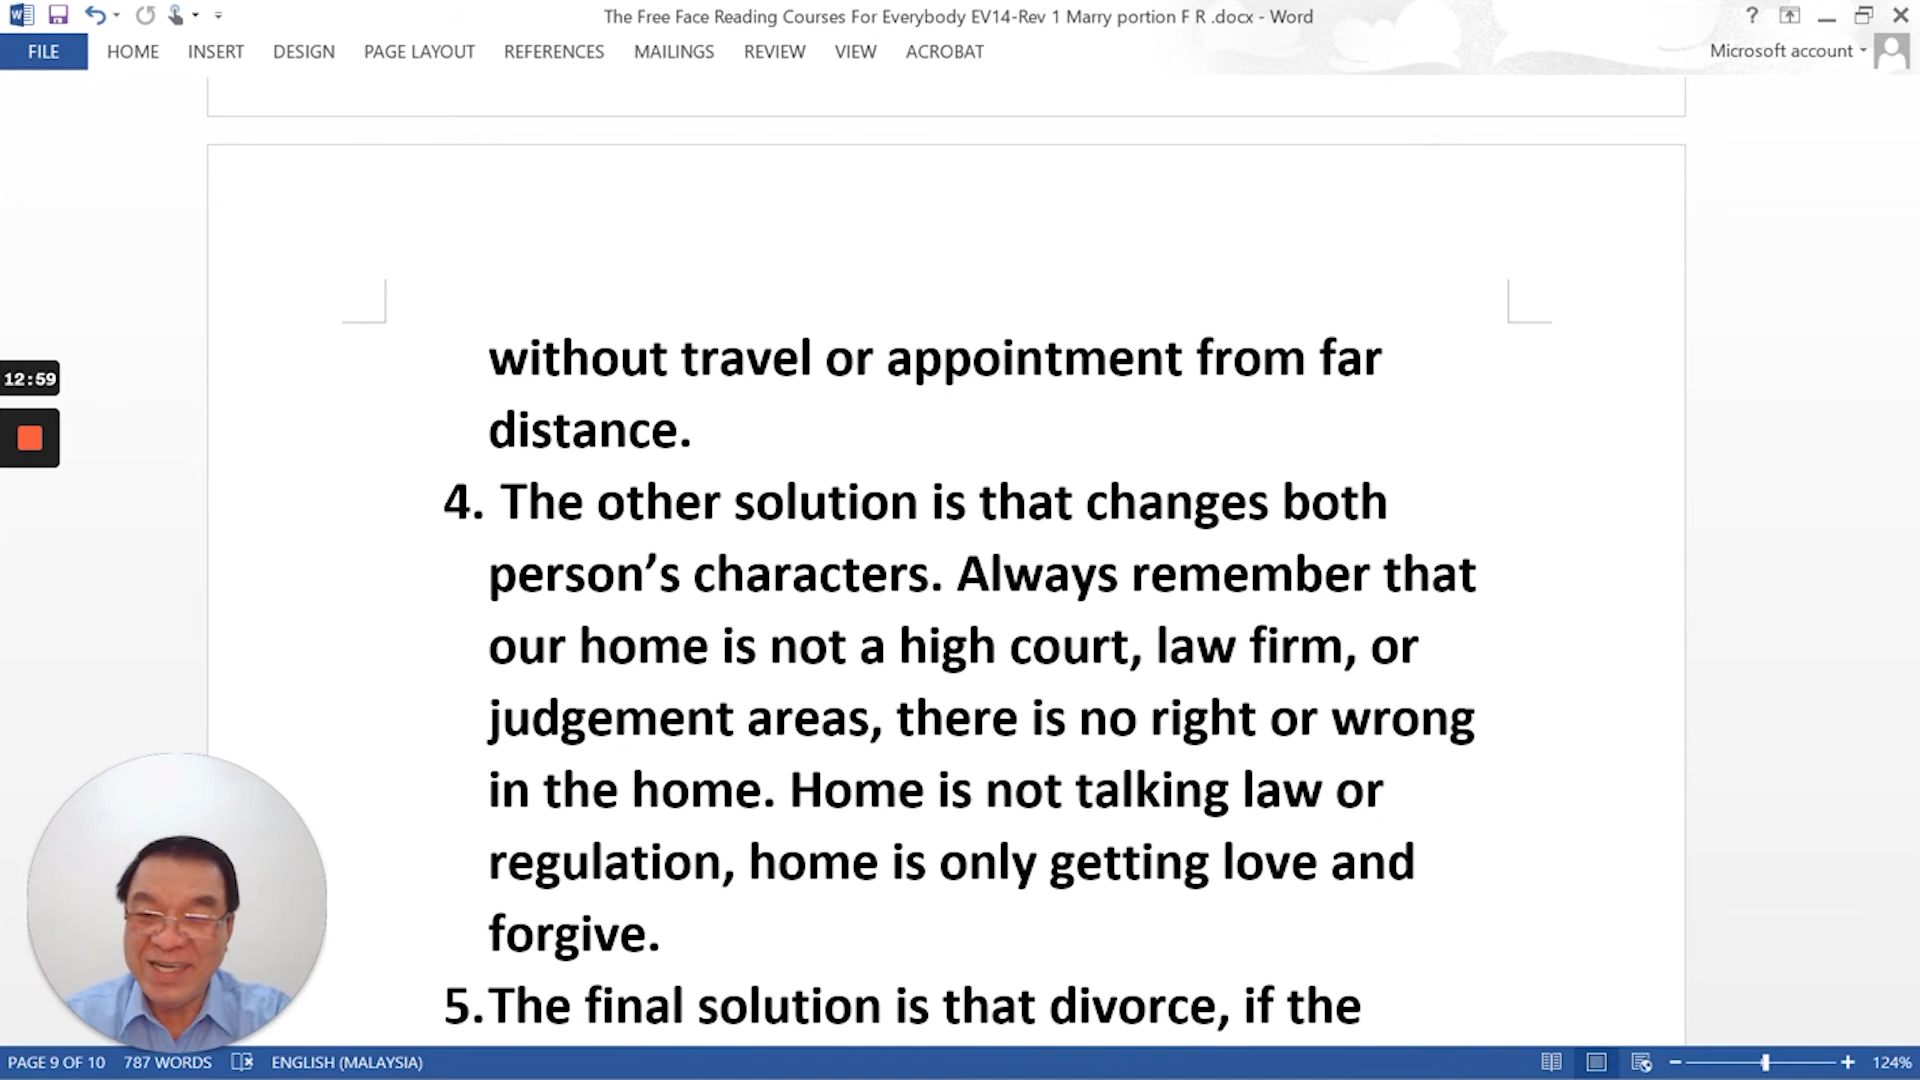 The Free Face Reading Courses For Everybody EV14-Rev 1 Marry portion F R .docx - Word
?
FILE HOME INSERT DESIGN PAGE LAYOUT REFERENCES MAILINGS REVIEW VIEW ACROBAT
Microsoft account
without travel or appointment from far
distance.
12:59
4. The other solution is that changes both
person’s characters. Always remember that
our home is not a high court, law firm, or
judgement areas, there is no right or wrong
in the home. Home is not talking law or
regulation, home is only getting love and
forgive.
5.The final solution is that divorce, if the
PAGE 9 OF 10 787 WORDS ENGLISH (MALAYSIA)
124%